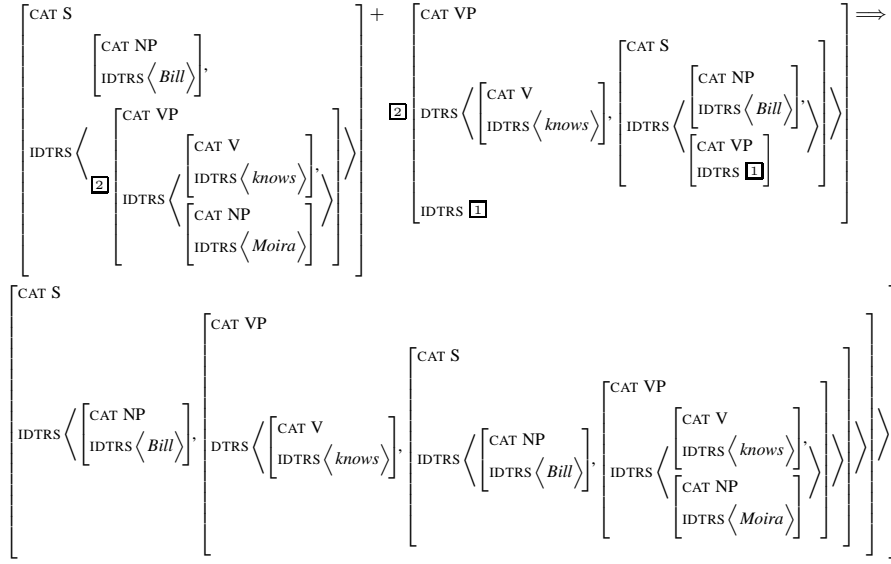 [CAT S + [CAT VP ⟹
[CAT NP [CAT S
IDTRS ⟨Bill⟩], [CAT V [CAT NP
[CAT VP 2 DTRS ⟨ IDTRS ⟨knows⟩], IDTRS ⟨ IDTRS ⟨Bill⟩],
IDTRS ⟨ [CAT V [CAT VP
2 IDTRS ⟨ IDTRS ⟨knows⟩], IDTRS 1] ⟩] ⟩
[CAT NP IDTRS 1]
IDTRS ⟨Moira⟩] ⟩] ⟩]
[CAT S
[CAT VP
[CAT S
[CAT VP
[CAT NP [CAT V [CAT NP [CAT V
IDTRS ⟨ IDTRS ⟨Bill⟩], DTRS ⟨ IDTRS ⟨knows⟩], IDTRS ⟨ IDTRS ⟨Bill⟩], IDTRS ⟨ IDTRS ⟨knows⟩],
[CAT NP
IDTRS ⟨Moira⟩] ⟩] ⟩] ⟩] ⟩]